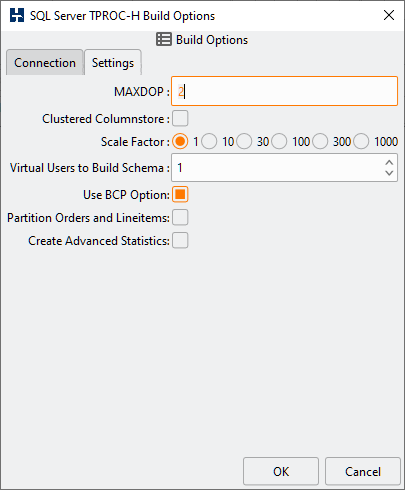 SQL Server TPROC-H Build Options
Build Options
Connection Settings
MAXDOP : 2
Clustered Columnstore :
Scale Factor : 1 10 30 100 300 1000
Virtual Users to Build Schema : 1
Use BCP Option:
Partition Orders and Lineitems:
Create Advanced Statistics:
OK Cancel